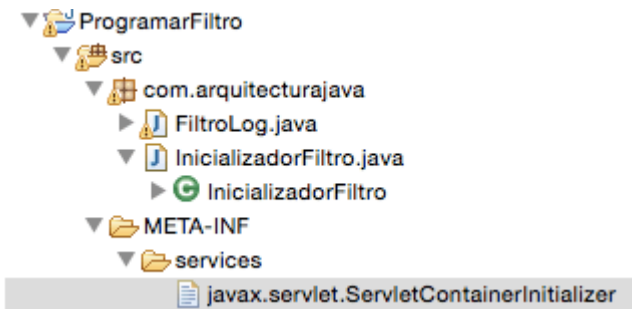 ProgramarFiltro
src
com.arquitecturajava
FiltroLog.java
InicializadorFiltro.java
InicializadorFiltro
META-INF
services
javax.servlet.ServletContainerInitializer